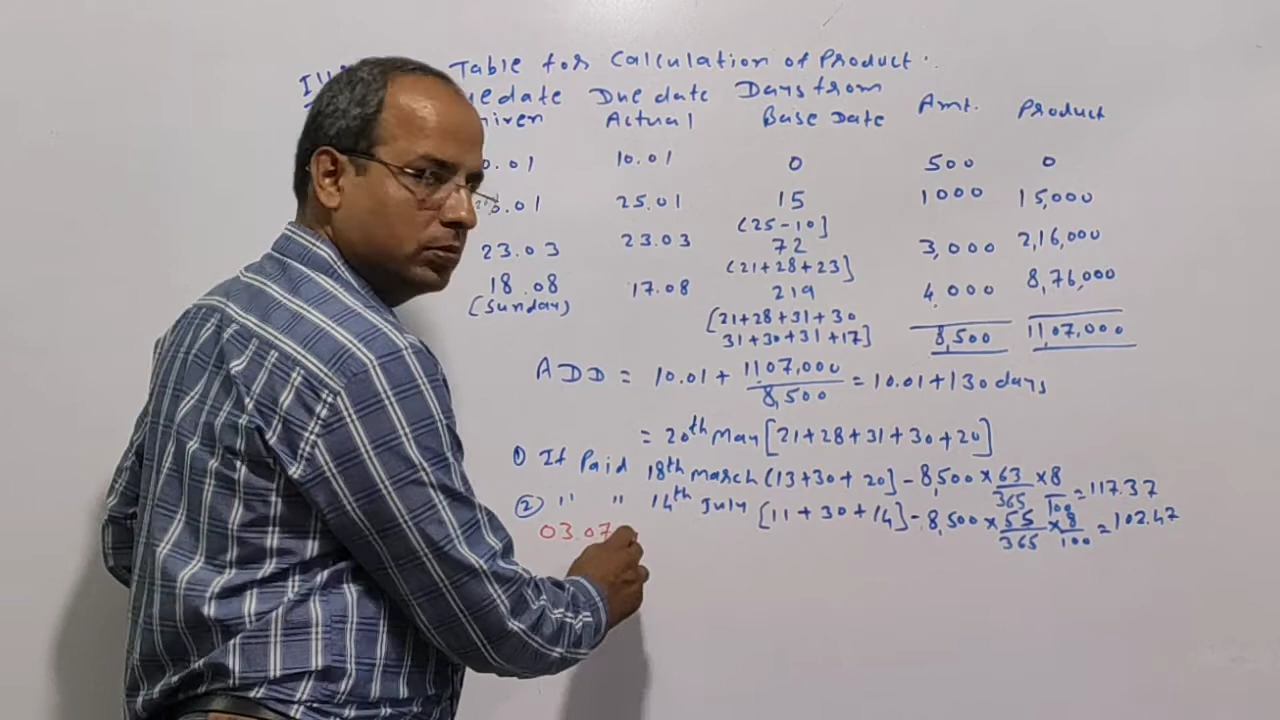 Table for Calculation of Product.
Due date Days from Amt. Product
Actual Base Date
.01 10.01 0 500 0
.01 25.01 15 1000 15,000
(25-10]
23.03 23.03 72 3,000 2,16,000
(21+28+23]
18.08 17.08 219 4,000 8,76,000
(Sunday) [21+28+31+30
31+30+31+17]
8,500 1107,000
ADD = 10.01 + 1107,000 / 8,500 = 10.01 + 130 days
= 20th May [21+28+31+30+20]
① If Paid 18th March (13+30+20] - 8,500 × 63/365 × 8/100 = 117.37
② " " 14th July [11+30+14] - 8,500 × 55/365 × 8/100 = 102.47
03.07